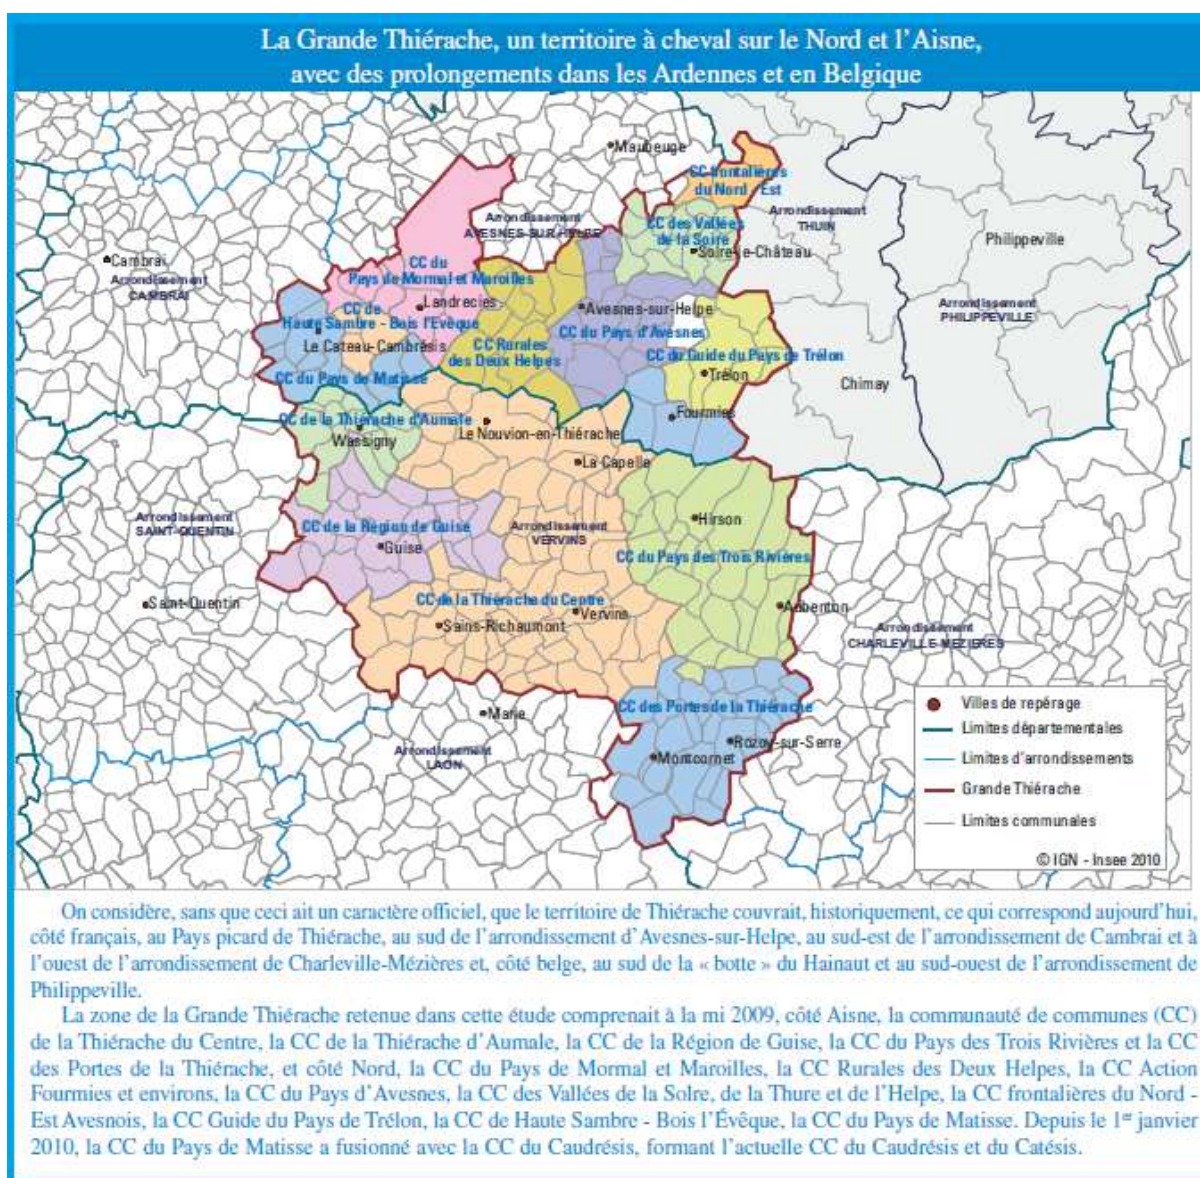 La Grande Thiérache, un territoire à cheval sur le Nord et l'Aisne,
avec des prolongements dans les Ardennes et en Belgique
Maubeuge
CC frontalières
du Nord Est
Arrondissement
AVESNES-SUR-HELPE
CC des Vallées
de la Solre
Arrondissement
THUIN
Solre-le-Château
Philippeville
Cambrai
Arrondissement
CAMBRAI
CC du
Pays de Mormal et Maroilles
Landrecies
CC de
Haute Sambre - Bois l'Evêque
Le Cateau-Cambrésis
CC du Pays de Matisse
Avesnes-sur-Helpe
CC du Pays d'Avesnes
CC Rurales
des Deux Helpes
CC du Guide du Pays de Trélon
Trélon
Arrondissement
PHILIPPEVILLE
Chimay
Fourmies
CC de la Thiérache d'Aumale
Wassigny
Le Nouvion-en-Thiérache
La Capelle
Arrondissement
SAINT-QUENTIN
CC de la Région de Guise
Guise
Arrondissement
VERVINS
Hirson
CC du Pays des Trois Rivières
Saint-Quentin
CC de la Thiérache du Centre
Vervins
Sains-Richaumont
Aubenton
Arrondissement
CHARLEVILLE-MEZIERES
Marle
Arrondissement
LAON
CC des Portes de la Thiérache
Rozoy-sur-Serre
Montcornet
Villes de repérage
Limites départementales
Limites d'arrondissements
Grande Thiérache
Limites communales
© IGN - Insee 2010
On considère, sans que ceci ait un caractère officiel, que le territoire de Thiérache couvrait, historiquement, ce qui correspond aujourd'hui,
côté français, au Pays picard de Thiérache, au sud de l'arrondissement d'Avesnes-sur-Helpe, au sud-est de l'arrondissement de Cambrai et à
l'ouest de l'arrondissement de Charleville-Mézières et, côté belge, au sud de la « botte » du Hainaut et au sud-ouest de l'arrondissement de
Philippeville.
La zone de la Grande Thiérache retenue dans cette étude comprenait à la mi 2009, côté Aisne, la communauté de communes (CC)
de la Thiérache du Centre, la CC de la Thiérache d'Aumale, la CC de la Région de Guise, la CC du Pays des Trois Rivières et la CC
des Portes de la Thiérache, et côté Nord, la CC du Pays de Mormal et Maroilles, la CC Rurales des Deux Helpes, la CC Action
Fourmies et environs, la CC du Pays d'Avesnes, la CC des Vallées de la Solre, de la Thure et de l'Helpe, la CC frontalières du Nord -
Est Avesnois, la CC Guide du Pays de Trélon, la CC de Haute Sambre - Bois l'Évêque, la CC du Pays de Matisse. Depuis le 1er janvier
2010, la CC du Pays de Matisse a fusionné avec la CC du Caudrésis, formant l'actuelle CC du Caudrésis et du Catésis.